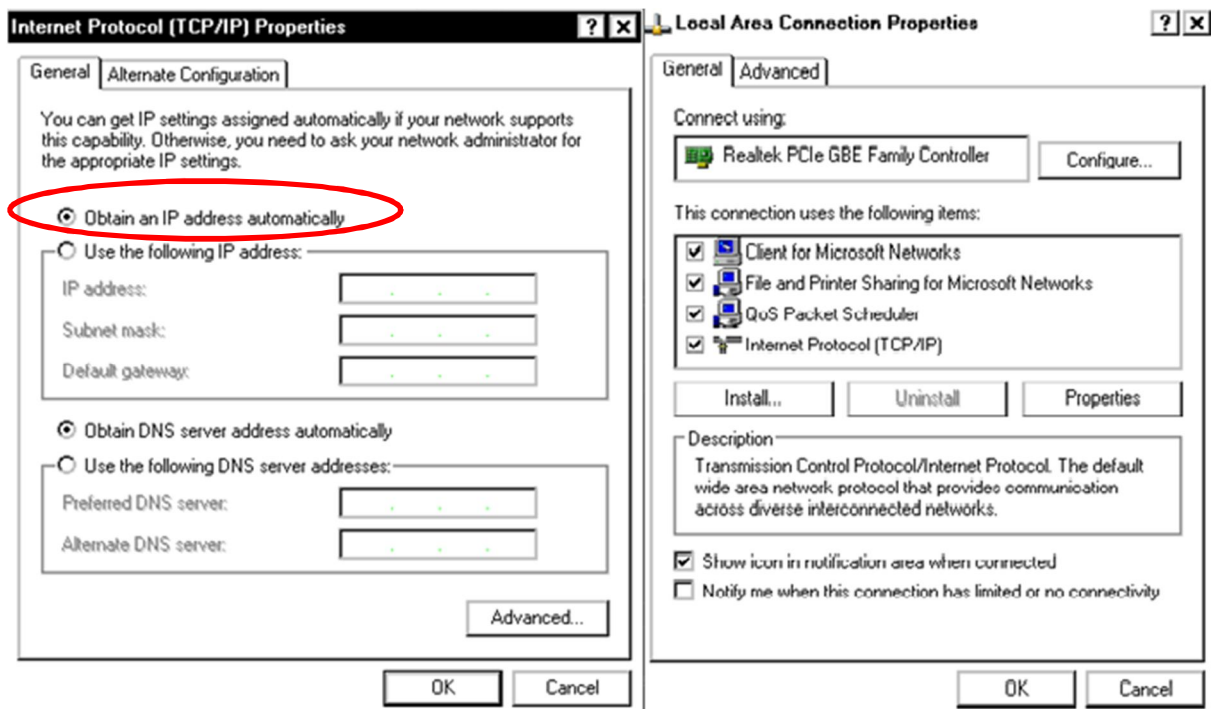 Internet Protocol (TCP/IP) Properties
General
Alternate Configuration
You can get IP settings assigned automatically if your network supports
this capability. Otherwise, you need to ask your network administrator for
the appropriate IP settings.
Obtain an IP address automatically
Use the following IP address:
IP address:
Subnet mask:
Default gateway:
Obtain DNS server address automatically
Use the following DNS server addresses:
Preferred DNS server:
Alternate DNS server:
Advanced...
OK
Cancel
Local Area Connection Properties
General
Advanced
Connect using:
Realtek PCIe GBE Family Controller
Configure...
This connection uses the following items:
Client for Microsoft Networks
File and Printer Sharing for Microsoft Networks
QoS Packet Scheduler
Internet Protocol (TCP/IP)
Install...
Uninstall
Properties
Description
Transmission Control Protocol/Internet Protocol. The default
wide area network protocol that provides communication
across diverse interconnected networks.
Show icon in notification area when connected
Notify me when this connection has limited or no connectivity
OK
Cancel